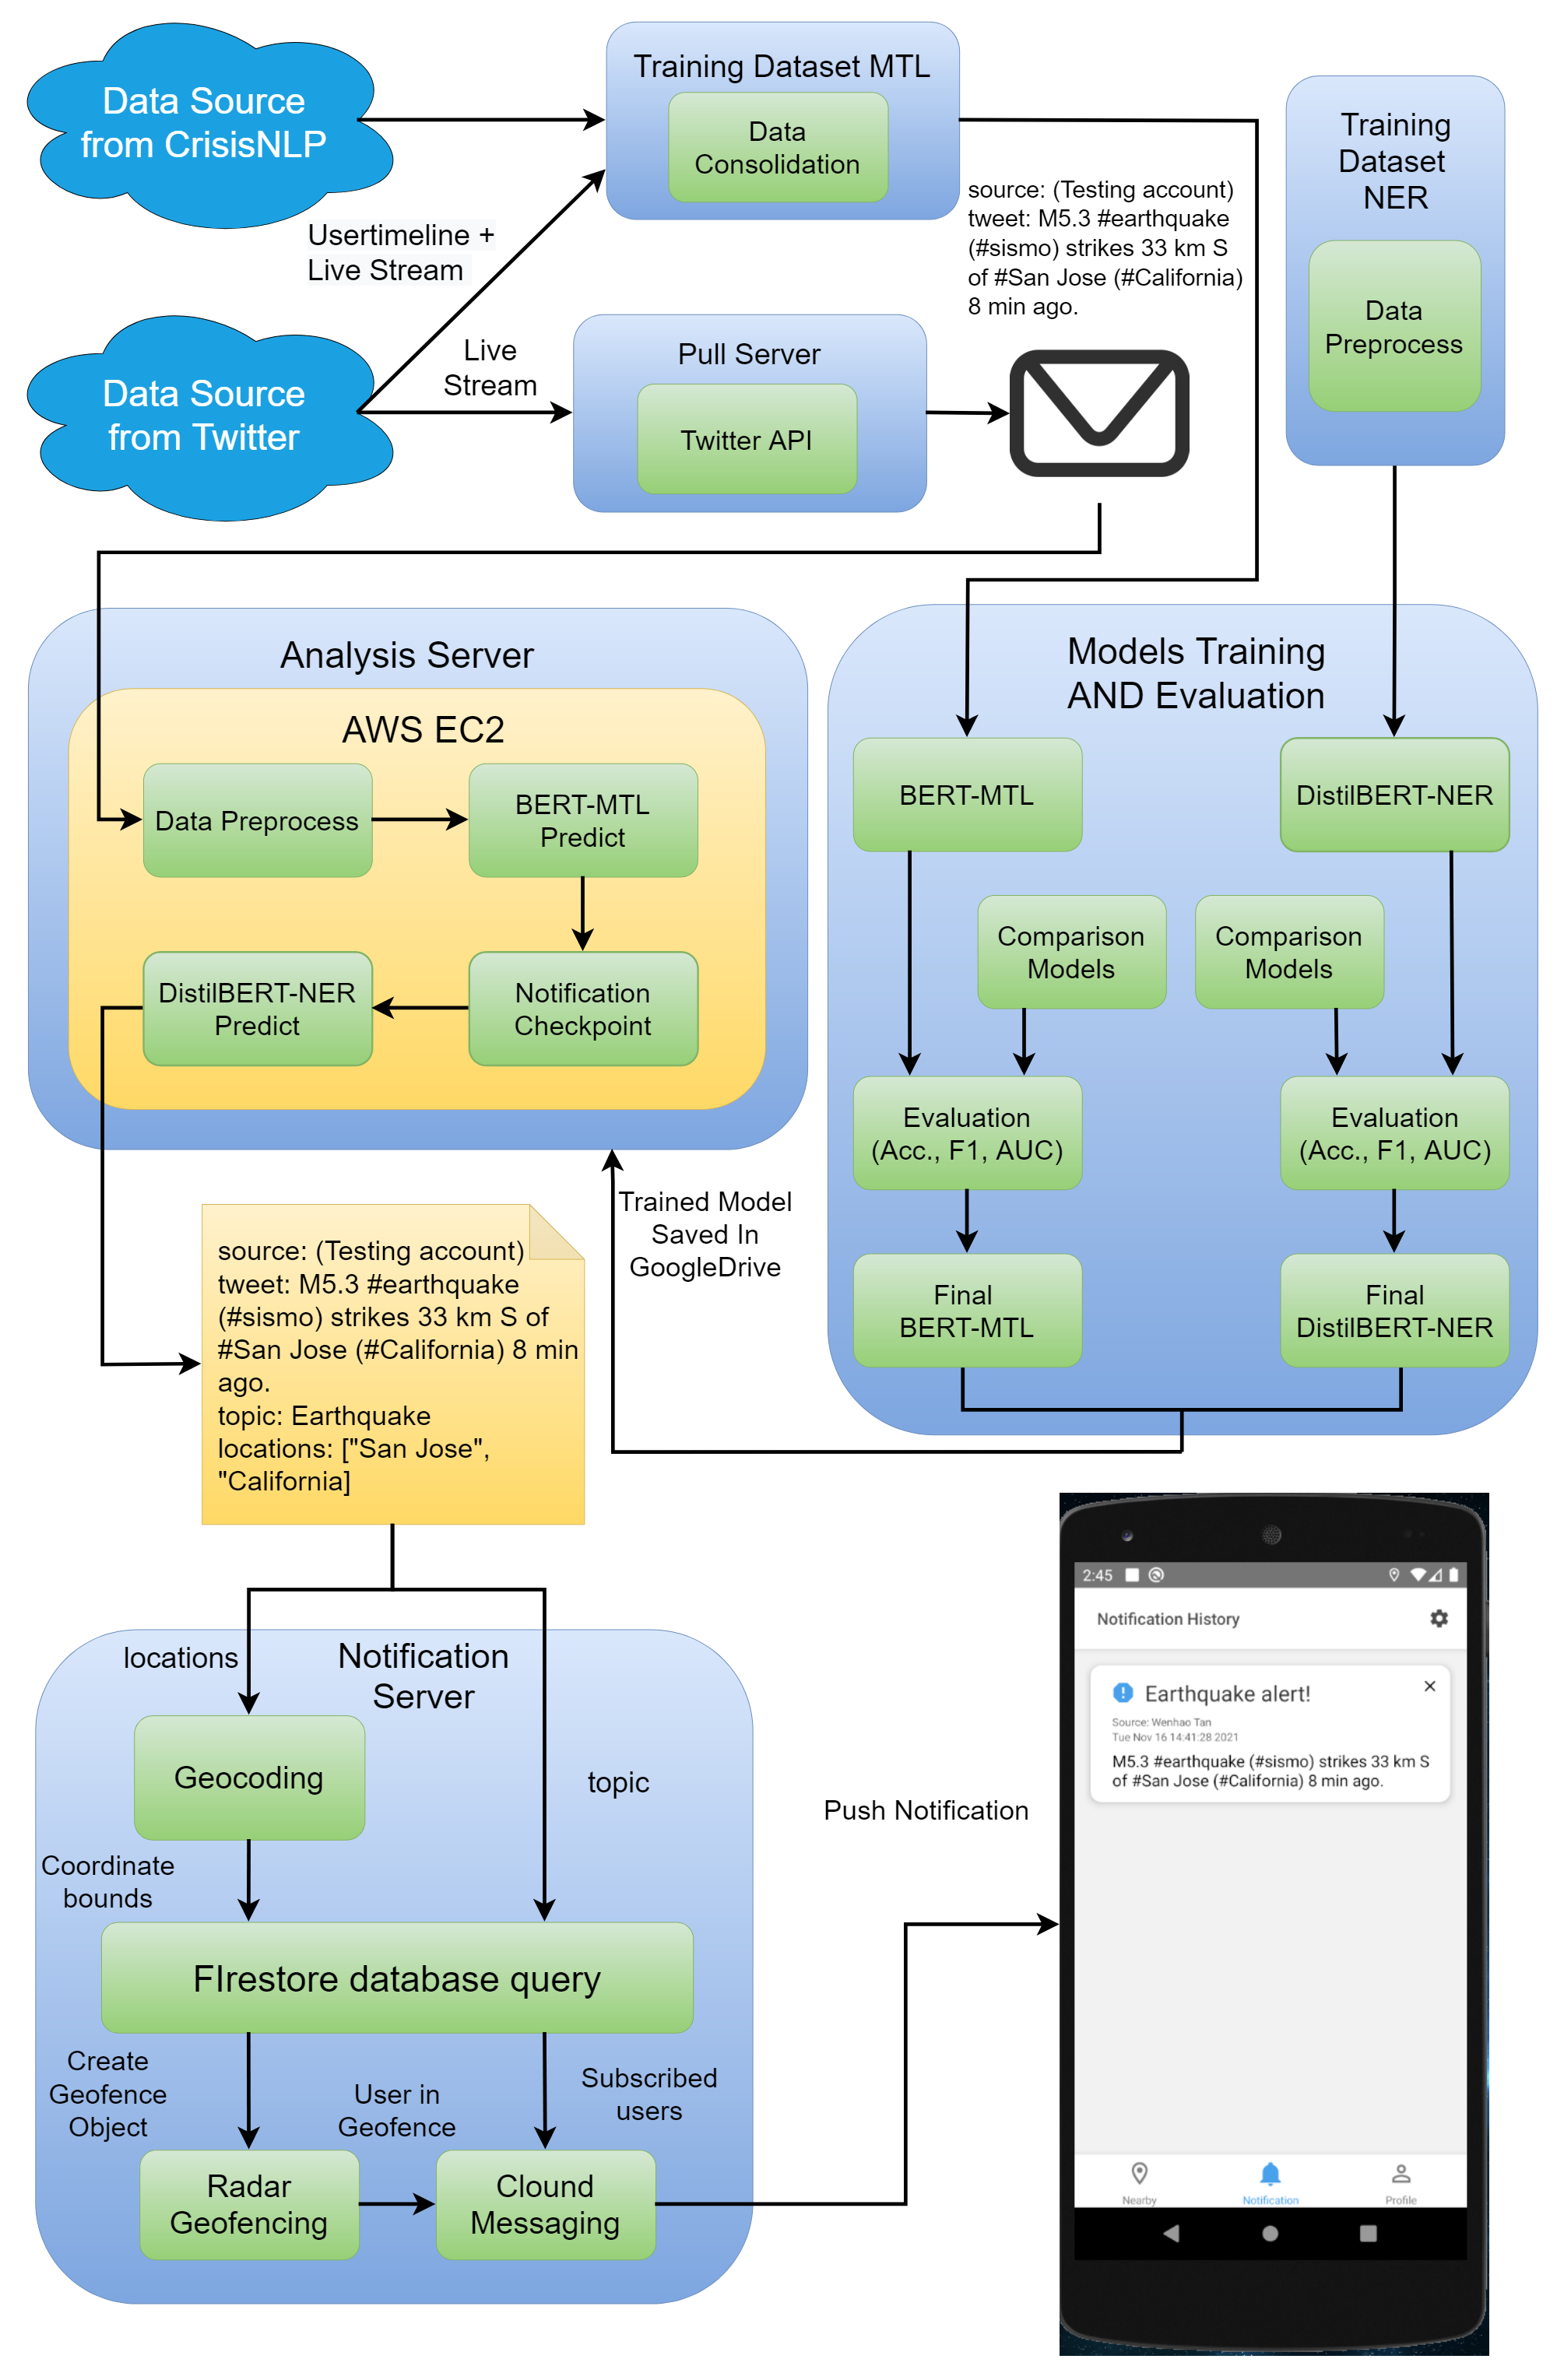 Data Source
from CrisisNLP
Training Dataset MTL
Data
Consolidation
Training
Dataset
NER
Data
Preprocess
source: (Testing account)
tweet: M5.3 #earthquake
(#sismo) strikes 33 km S
of #San Jose (#California)
8 min ago.
Usertimeline +
Live Stream
Data Source
from Twitter
Live
Stream
Pull Server
Twitter API
Analysis Server
AWS EC2
Data Preprocess
BERT-MTL
Predict
DistilBERT-NER
Predict
Notification
Checkpoint
Models Training
AND Evaluation
BERT-MTL
DistilBERT-NER
Comparison
Models
Comparison
Models
Evaluation
(Acc., F1, AUC)
Evaluation
(Acc., F1, AUC)
Final
BERT-MTL
Final
DistilBERT-NER
Trained Model
Saved In
GoogleDrive
source: (Testing account)
tweet: M5.3 #earthquake
(#sismo) strikes 33 km S of
#San Jose (#California) 8 min
ago.
topic: Earthquake
locations: ["San Jose",
"California]
locations
Notification
Server
Geocoding
topic
Coordinate
bounds
FIrestore database query
Create
Geofence
Object
User in
Geofence
Subscribed
users
Radar
Geofencing
Clound
Messaging
Push Notification
2:45
Notification History
Earthquake alert!
Source: Wenhao Tan
Tue Nov 16 14:41:28 2021
M5.3 #earthquake (#sismo) strikes 33 km S
of #San Jose (#California) 8 min ago.
Nearby
Notification
Profile